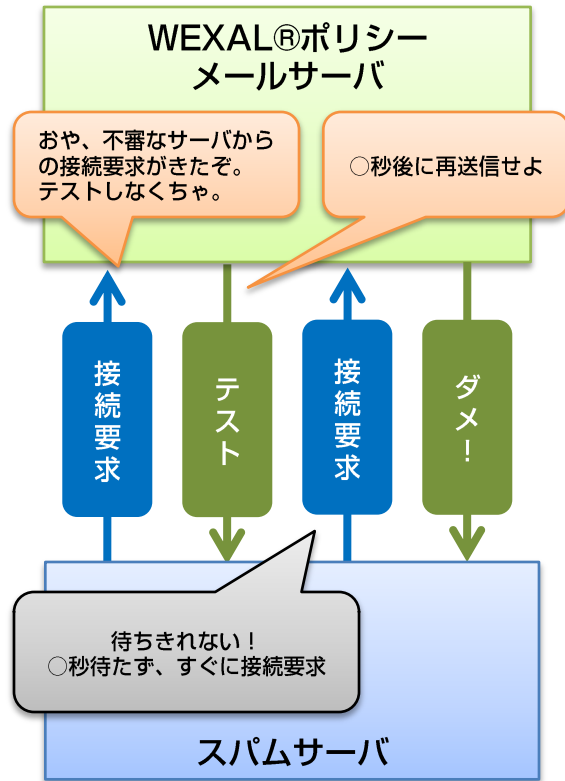 WEXAL®ポリシー
メールサーバ
おや、不審なサーバから
の接続要求がきたぞ。
テストしなくちゃ。
○秒後に再送信せよ
接続要求
テスト
接続要求
ダメ！
待ちきれない！
○秒待たず、すぐに接続要求
スパムサーバ